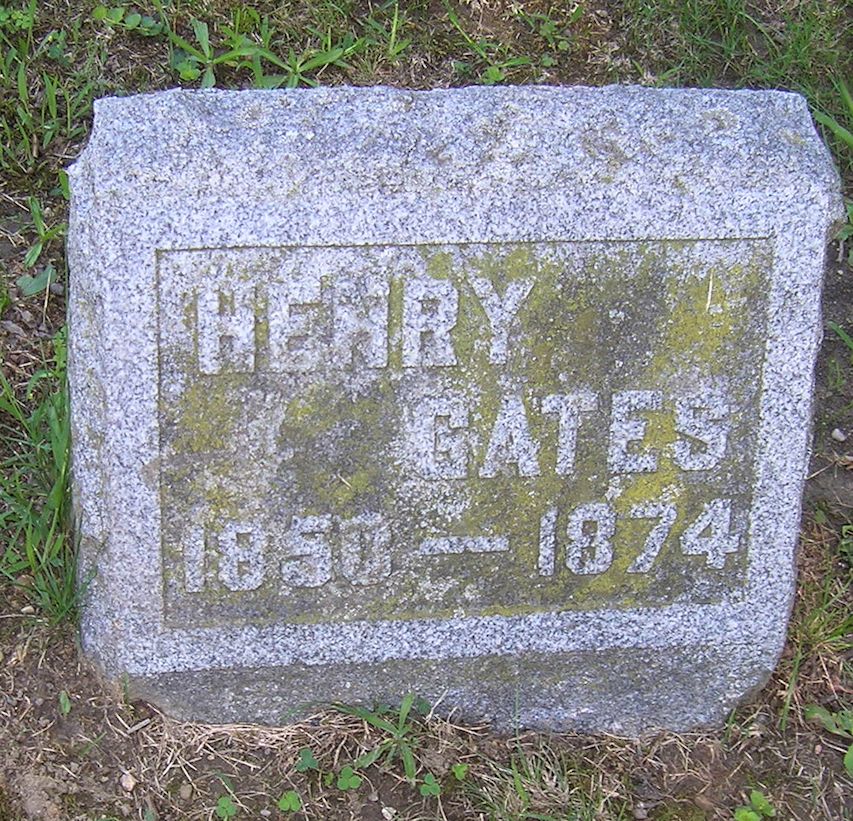 HENRY
GATES
1850 — 1874